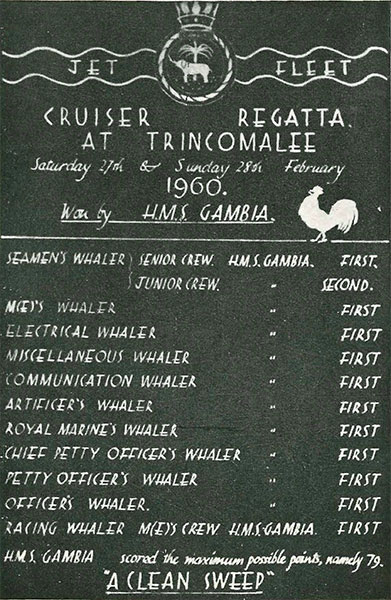 JET FLEET
CRUISER REGATTA.
AT TRINCOMALEE
Saturday 27th & Sunday 28th February
1960.
Won by H.M.S. GAMBIA.
SEAMEN'S WHALER } SENIOR CREW. H.M.S. GAMBIA. FIRST.
JUNIOR CREW. " SECOND.
M(E)'S WHALER " FIRST
ELECTRICAL WHALER " FIRST
MISCELLANEOUS WHALER " FIRST
COMMUNICATION WHALER " FIRST
ARTIFICER'S WHALER " FIRST
ROYAL MARINE'S WHALER " FIRST
CHIEF PETTY OFFICER'S WHALER " FIRST
PETTY OFFICER'S WHALER " FIRST
OFFICER'S WHALER. " FIRST
RACING WHALER M(E)'S CREW H.M.S. GAMBIA. FIRST
H.M.S. GAMBIA scored the maximum possible points, namely 79.
"A CLEAN SWEEP"